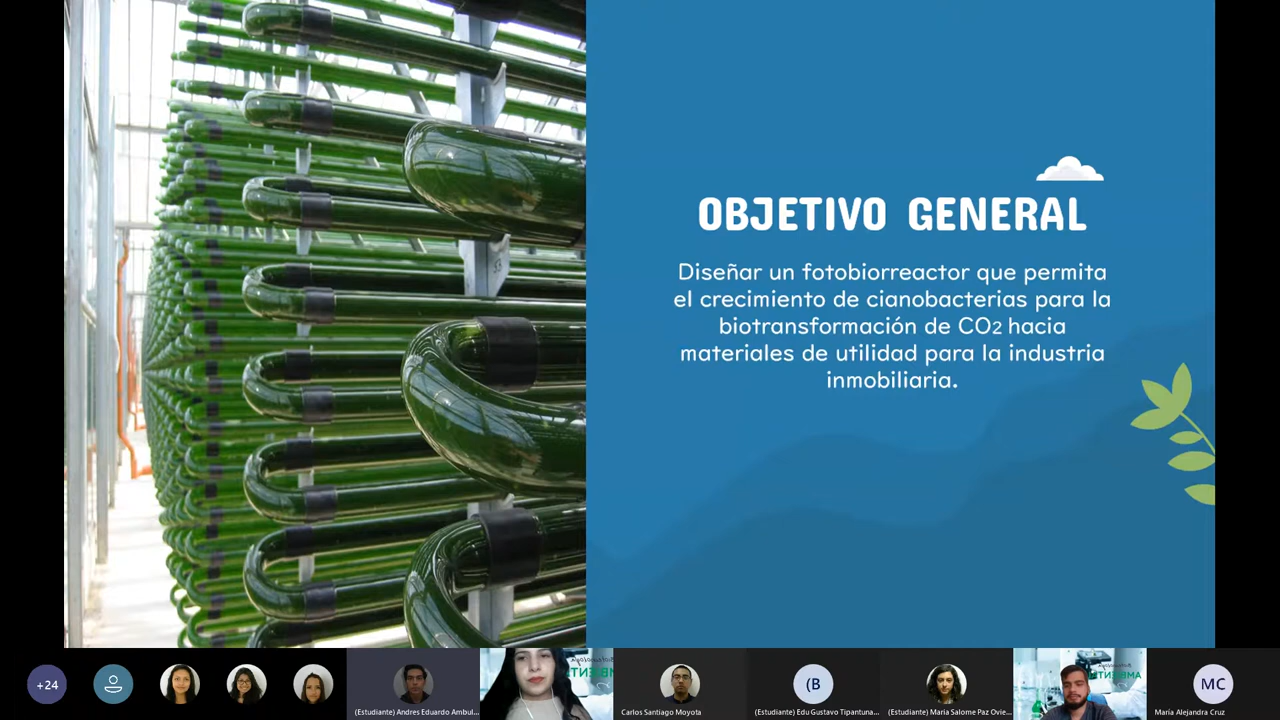 OBJETIVO GENERAL
Diseñar un fotobiorreactor que permita
el crecimiento de cianobacterias para la
biotransformación de CO2 hacia
materiales de utilidad para la industria
inmobiliaria.
+24
(Estudiante) Andres Eduardo Ambul...
Carlos Santiago Moyota
(B
(Estudiante) Edu Gustavo Tipantuna...
(Estudiante) Maria Salome Paz Ovie...
MC
María Alejandra Cruz